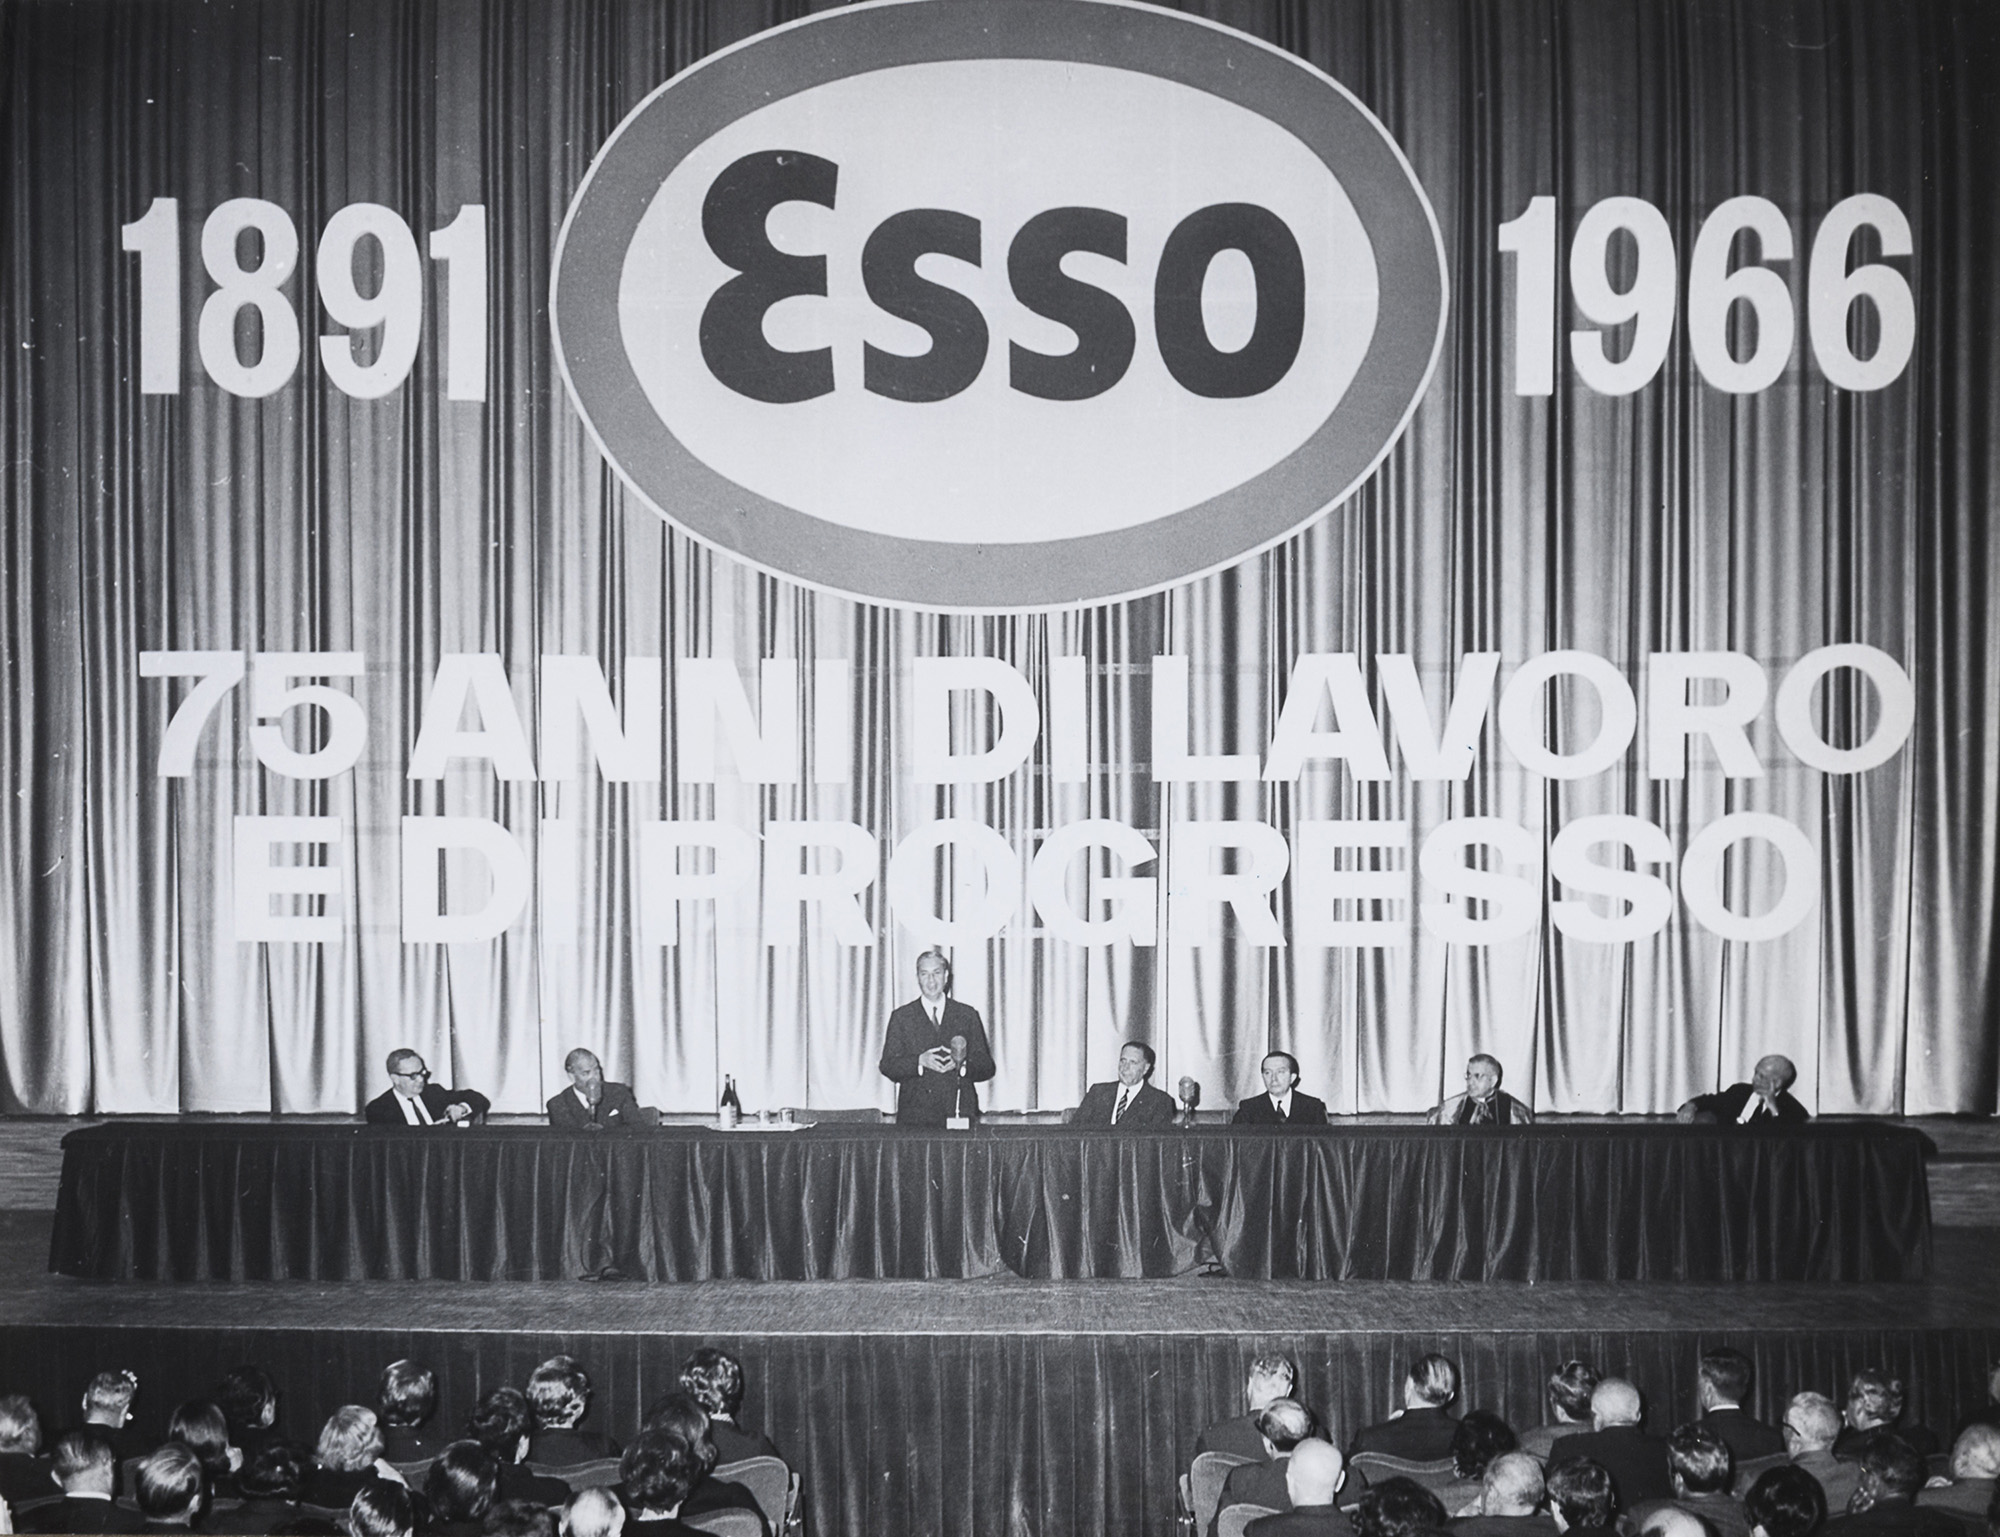 1891 Esso 1966
75 ANNI DI LAVORO
E DI PROGRESSO